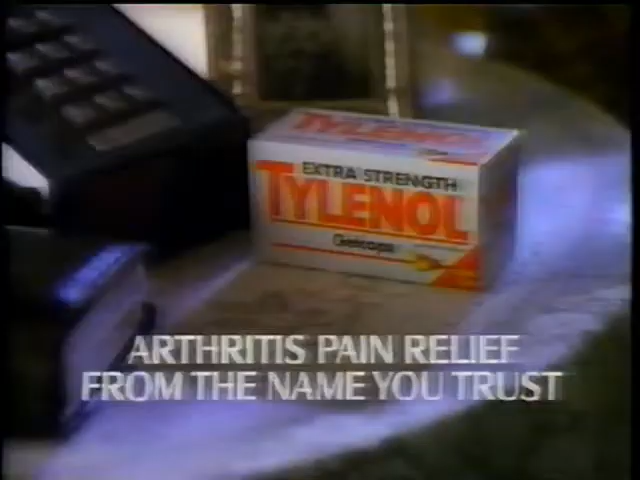 TYLENOL
EXTRA STRENGTH
TYLENOL
Gelcaps
ARTHRITIS PAIN RELIEF
FROM THE NAME YOU TRUST